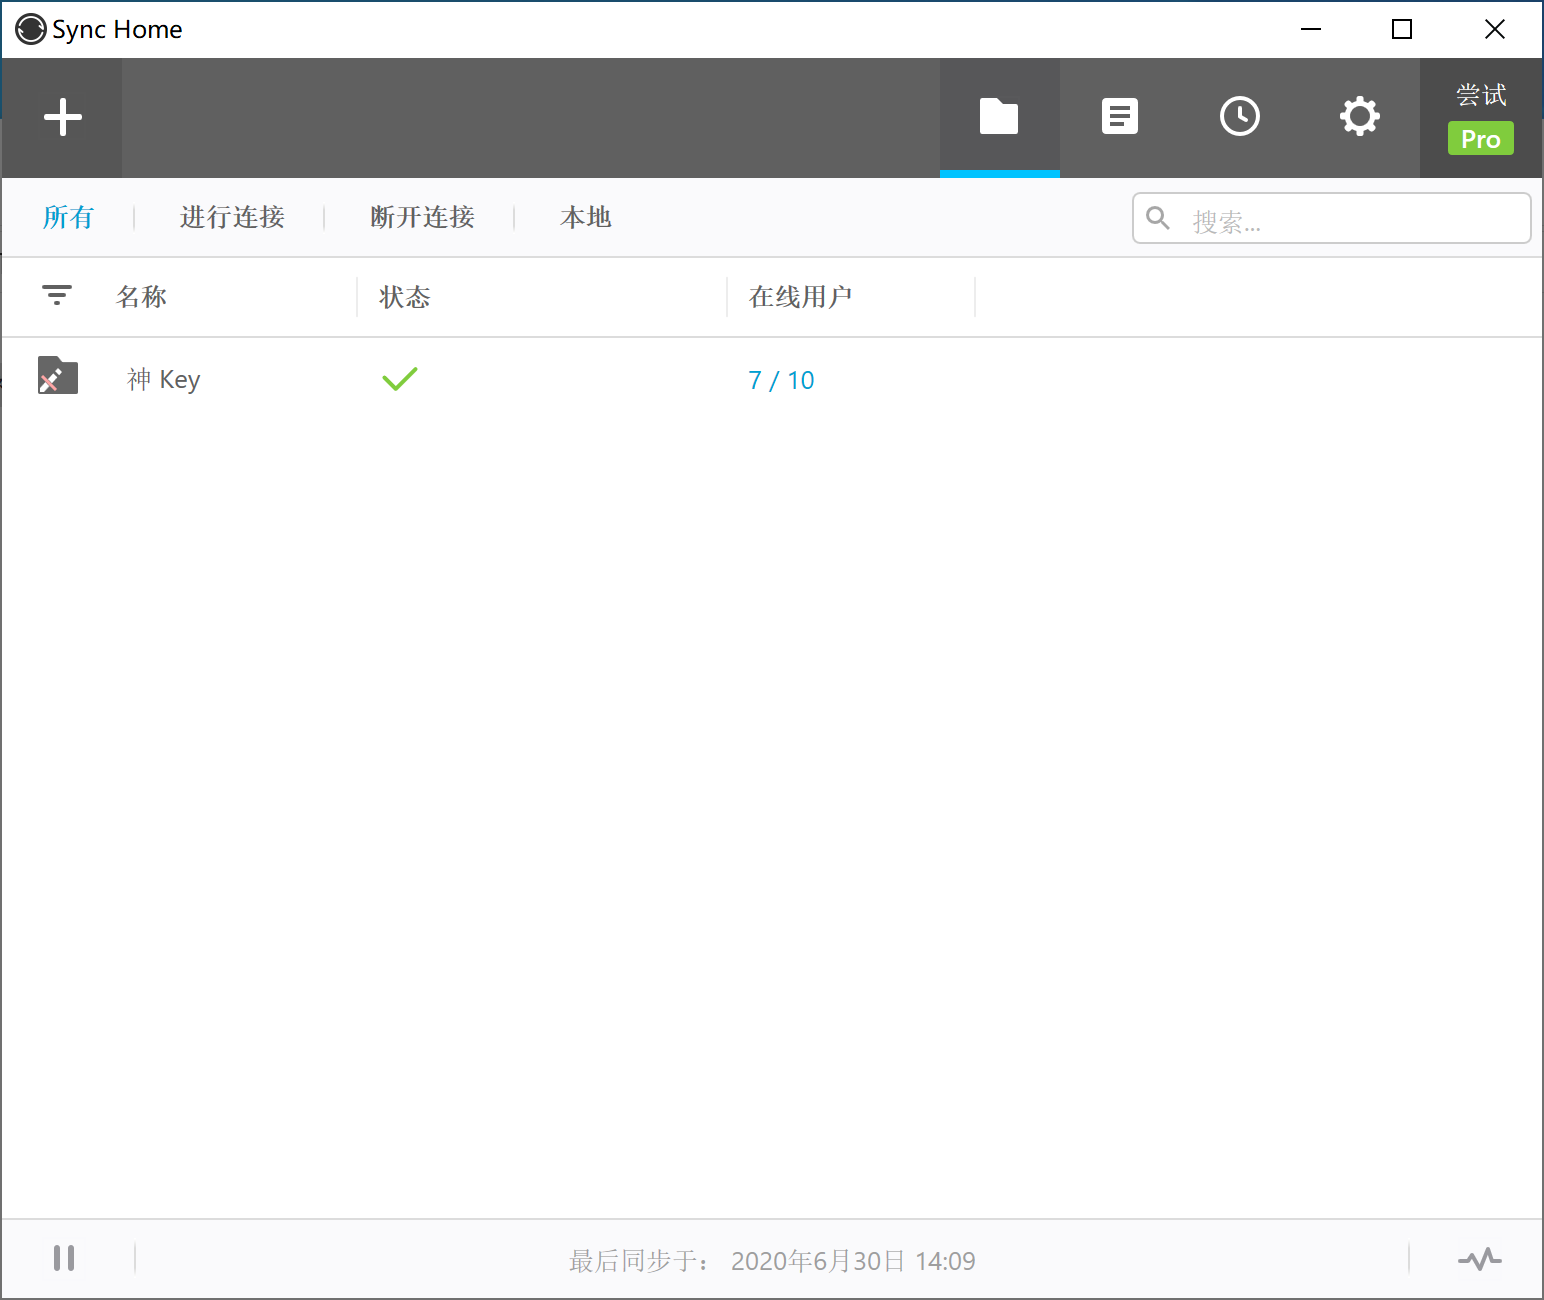 Sync Home
尝试
Pro
所有 进行连接 断开连接 本地 搜索...
名称 状态 在线用户
神 Key 7 / 10
最后同步于： 2020年6月30日 14:09